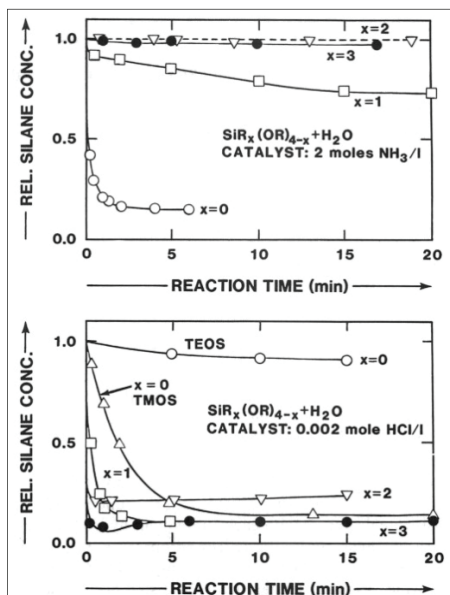 REL. SILANE CONC.
1.0
0.5
0.0
x=2
x=3
x=1
SiRₓ(OR)₄₋ₓ+H₂O
CATALYST: 2 moles NH₃/l
x=0
0
5
10
15
20
REACTION TIME (min)
REL. SILANE CONC.
1.0
0.5
0.0
TEOS
x=0
x=0
TMOS
SiRₓ(OR)₄₋ₓ+H₂O
CATALYST: 0.002 mole HCl/l
x=1
x=2
x=3
0
5
10
15
20
REACTION TIME (min)